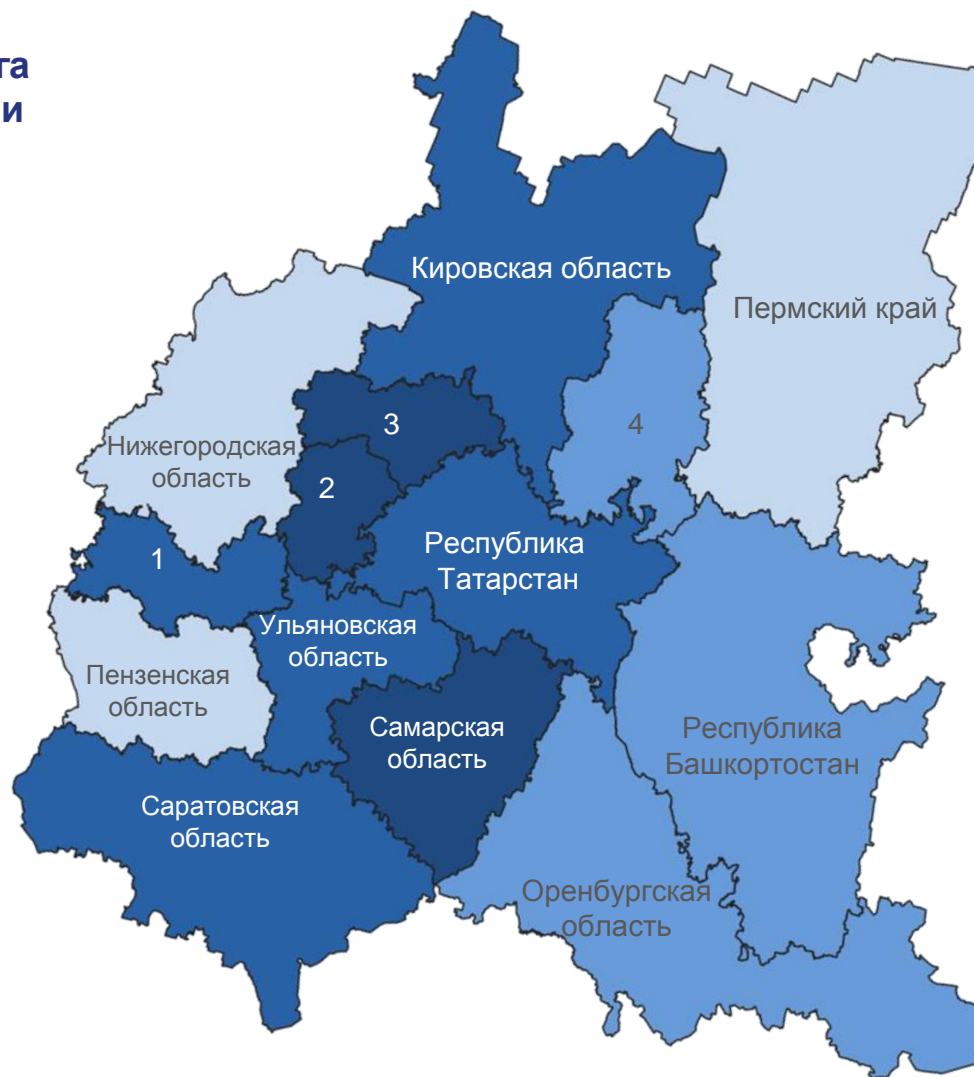 га
и
Кировская область
Пермский край
3
4
Нижегородская
область
2
1
Республика
Татарстан
Ульяновская
область
Пензенская
область
Самарская
область
Республика
Башкортостан
Саратовская
область
Оренбургская
область